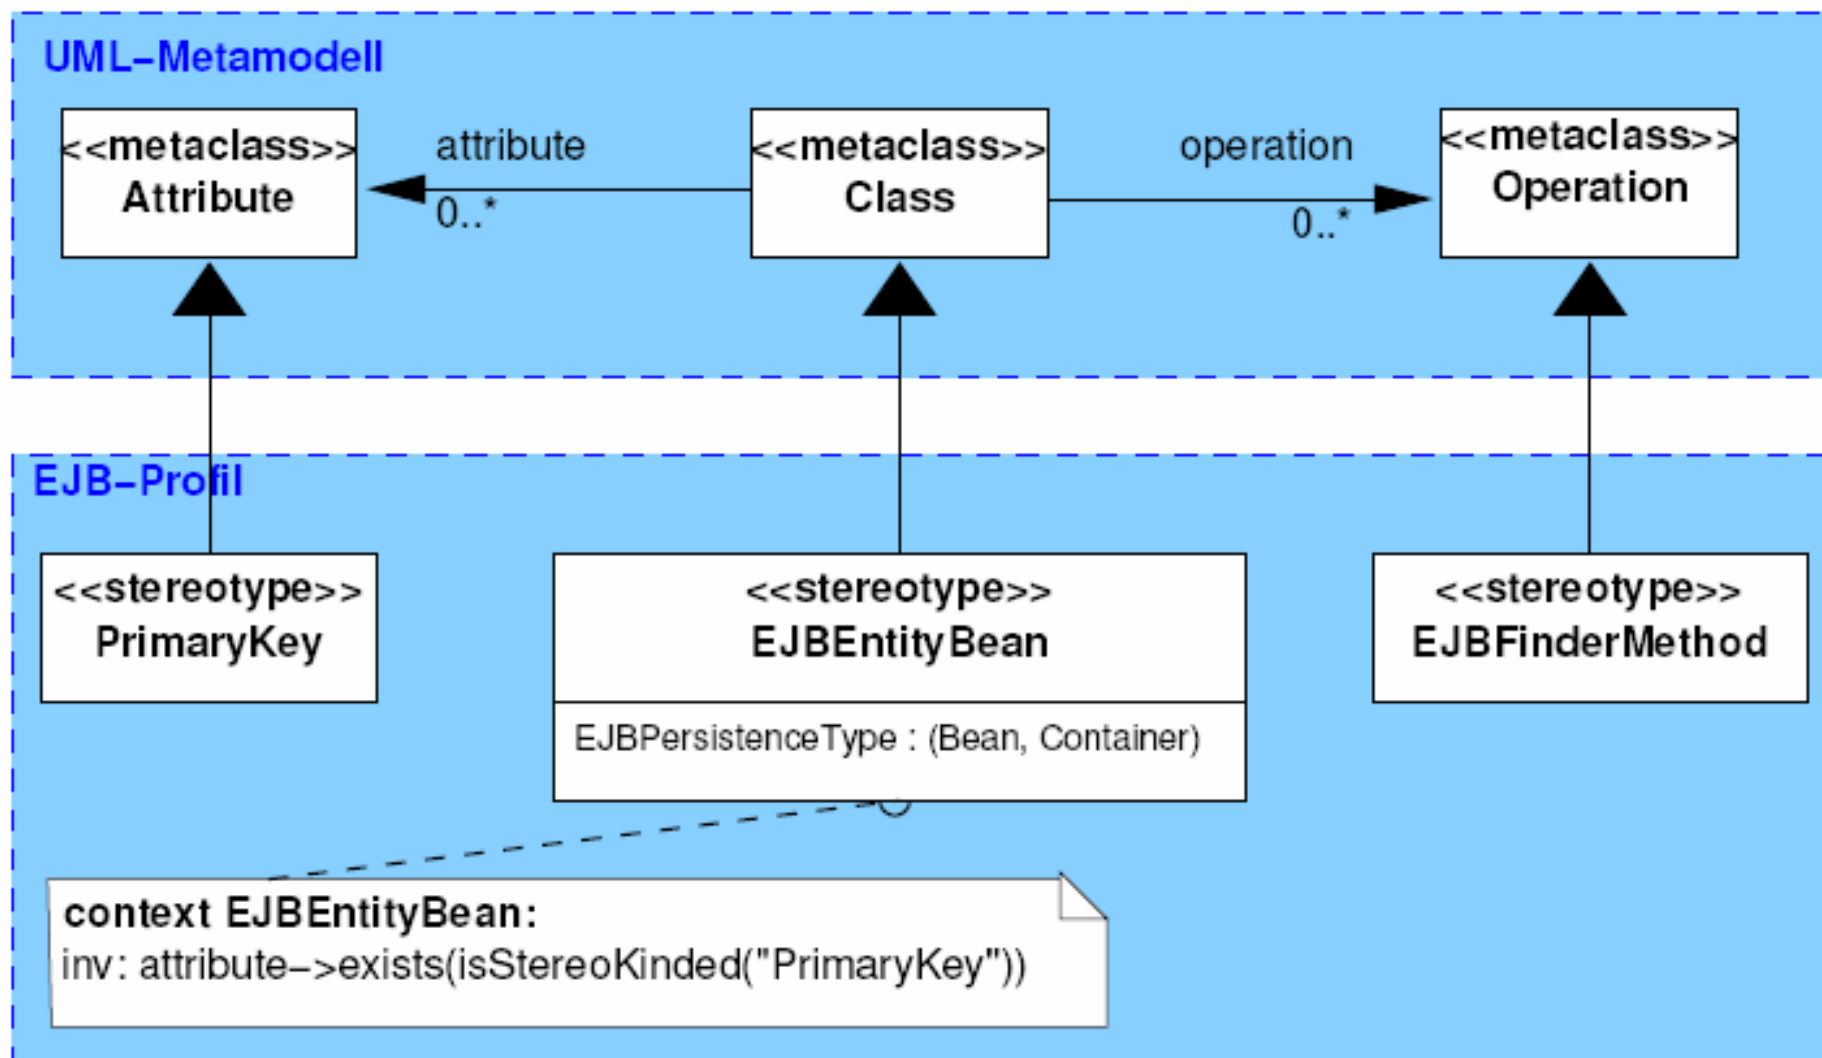 UML–Metamodell
<<metaclass>>
Attribute
attribute
0..*
<<metaclass>>
Class
operation
0..*
<<metaclass>>
Operation
EJB–Profil
<<stereotype>>
PrimaryKey
<<stereotype>>
EJBEntityBean
EJBPersistenceType : (Bean, Container)
<<stereotype>>
EJBFinderMethod
context EJBEntityBean:
inv: attribute–>exists(isStereoKinded("PrimaryKey"))